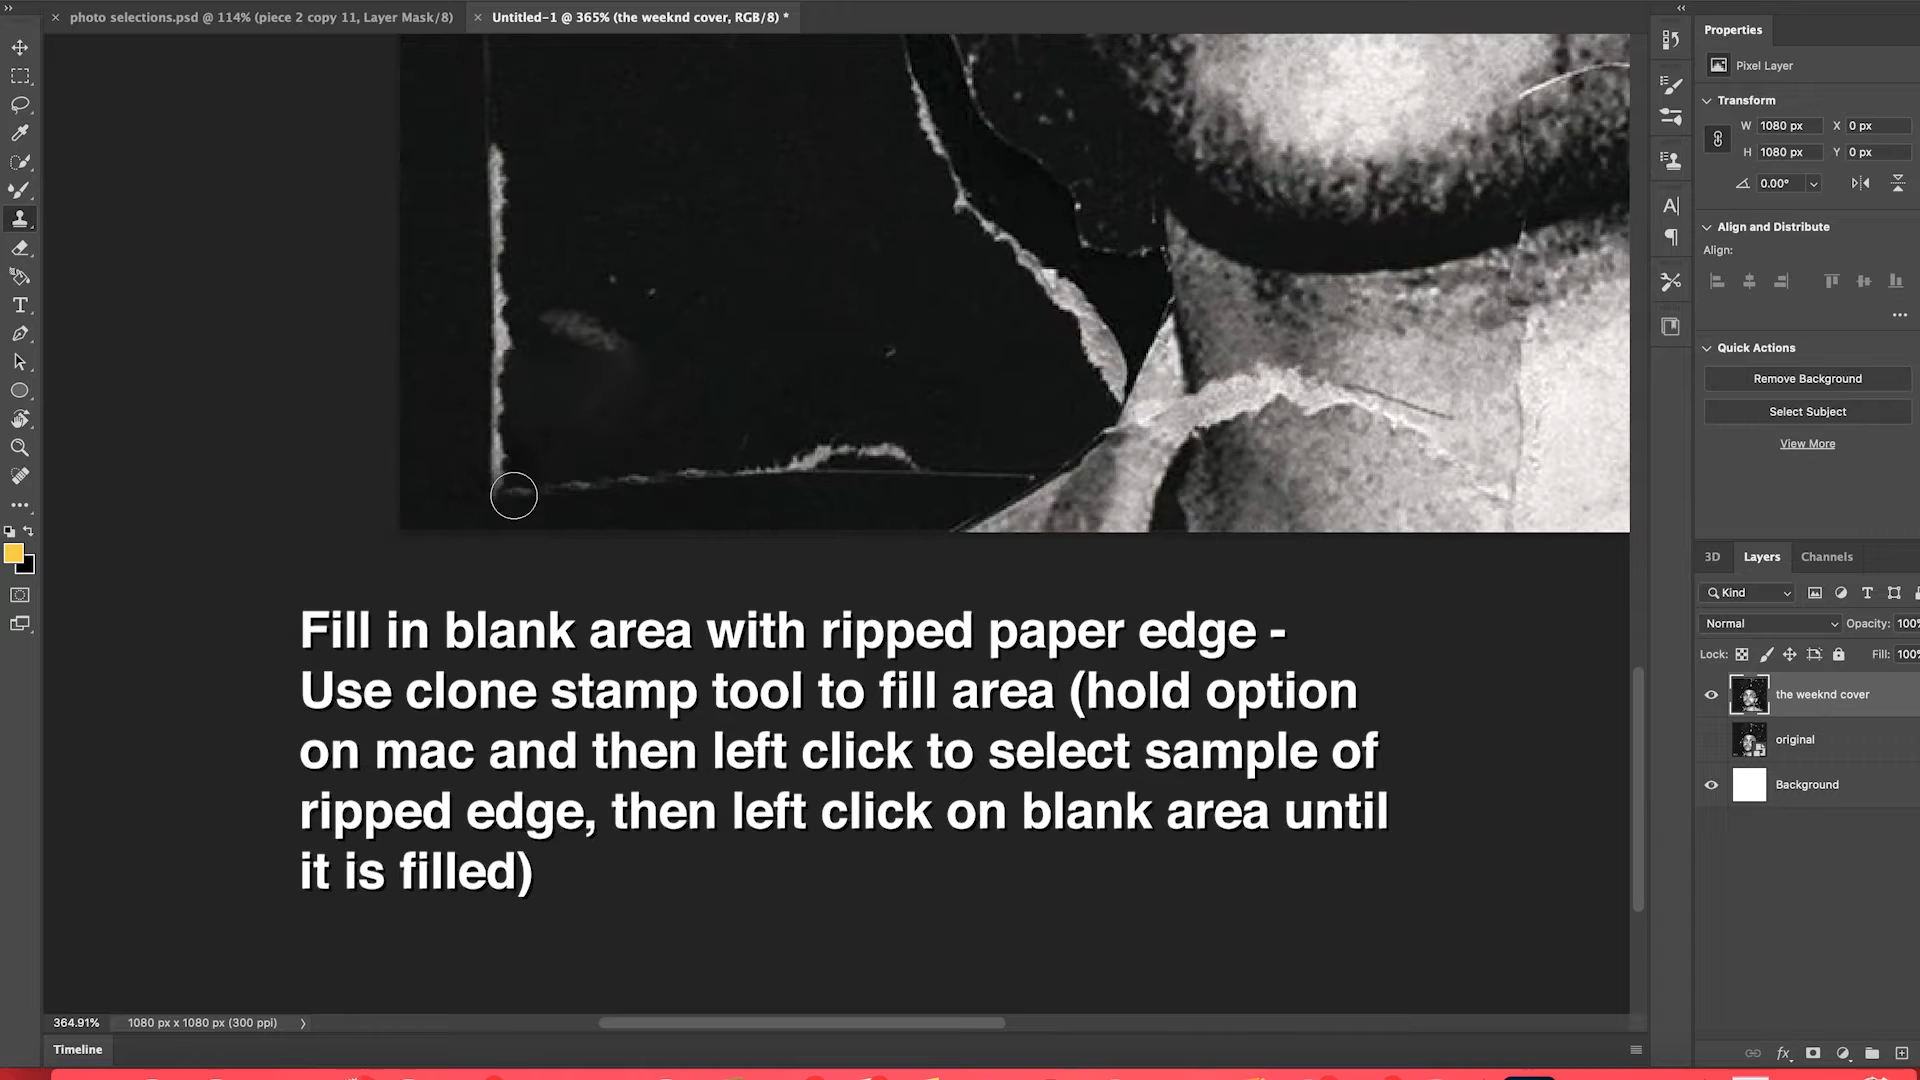 photo selections.psd @ 114% (piece 2 copy 11, Layer Mask/8)
Untitled-1 @ 365% (the weeknd cover, RGB/8) *
Properties
Pixel Layer
Transform
W 1080 px X 0 px
H 1080 px Y 0 px
0.00°
Align and Distribute
Align:
Quick Actions
Remove Background
Select Subject
View More
3D Layers Channels
Kind
Normal Opacity: 100%
Lock: Fill: 100%
the weeknd cover
original
Background
fx
Fill in blank area with ripped paper edge -
Use clone stamp tool to fill area (hold option
on mac and then left click to select sample of
ripped edge, then left click on blank area until
it is filled)
364.91% 1080 px x 1080 px (300 ppi)
Timeline